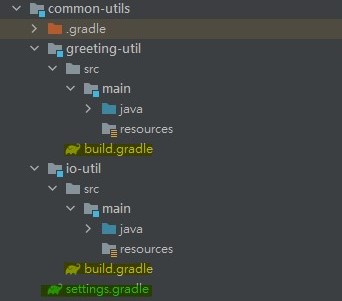 common-utils
.gradle
greeting-util
src
main
java
resources
build.gradle
io-util
src
main
java
resources
build.gradle
settings.gradle